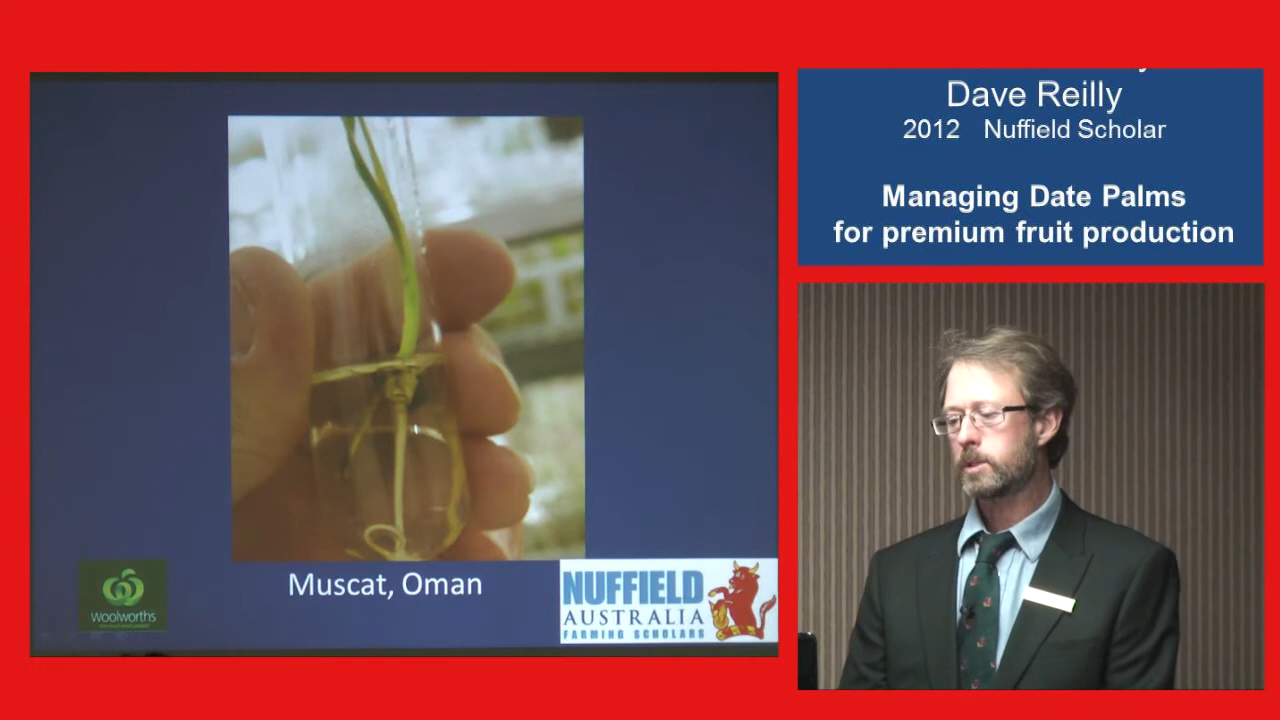 Dave Reilly
2012 Nuffield Scholar
Managing Date Palms
for premium fruit production
Muscat, Oman
woolworths
NUFFIELD
AUSTRALIA
FARMING SCHOLARS